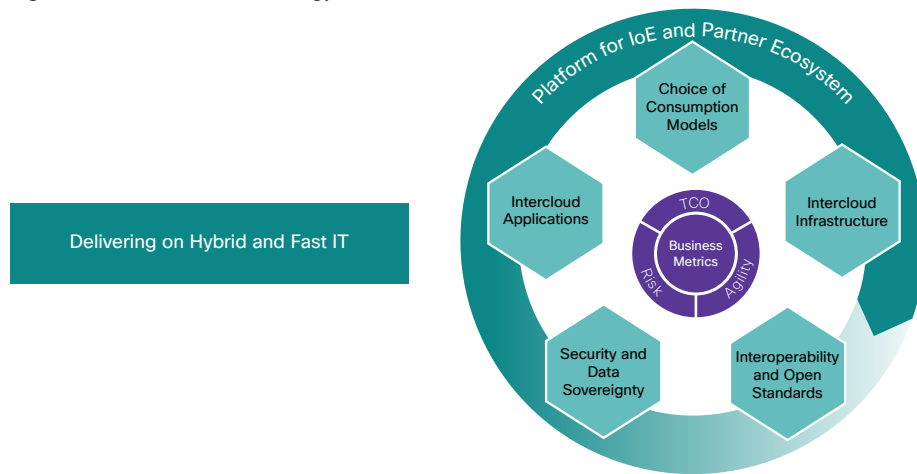 Platform for IoE and Partner Ecosystem
Choice of
Consumption
Models
Intercloud
Applications
Intercloud
Infrastructure
TCO
Business
Metrics
Risk
Agility
Delivering on Hybrid and Fast IT
Security and
Data
Sovereignty
Interoperability
and Open
Standards